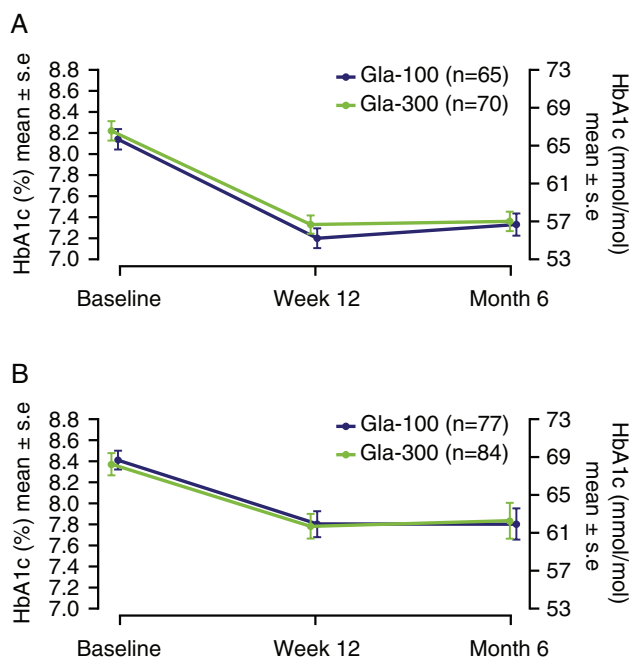 A
HbA1c (%) mean ± s.e
8.8
8.6
8.4
8.2
8.0
7.8
7.6
7.4
7.2
7.0
Gla-100 (n=65)
Gla-300 (n=70)
73
69
65
61
57
53
HbA1c (mmol/mol)
mean ± s.e
Baseline
Week 12
Month 6
B
HbA1c (%) mean ± s.e
8.8
8.6
8.4
8.2
8.0
7.8
7.6
7.4
7.2
7.0
Gla-100 (n=77)
Gla-300 (n=84)
73
69
65
61
57
53
HbA1c (mmol/mol)
mean ± s.e
Baseline
Week 12
Month 6